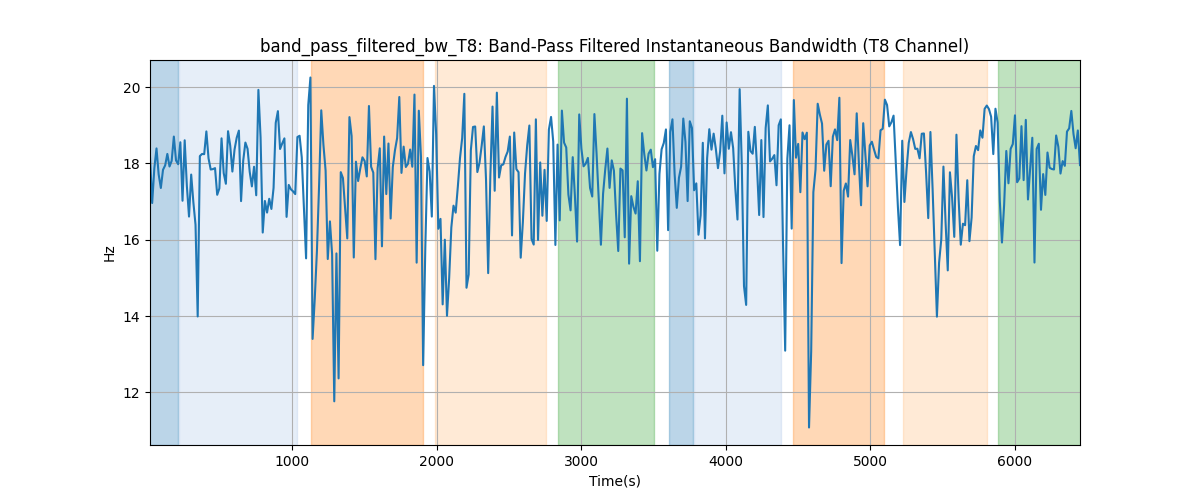 band_pass_filtered_bw_T8: Band-Pass Filtered Instantaneous Bandwidth (T8 Channel)
20
18
16
14
12
Hz
1000 2000 3000 4000 5000 6000
Time(s)